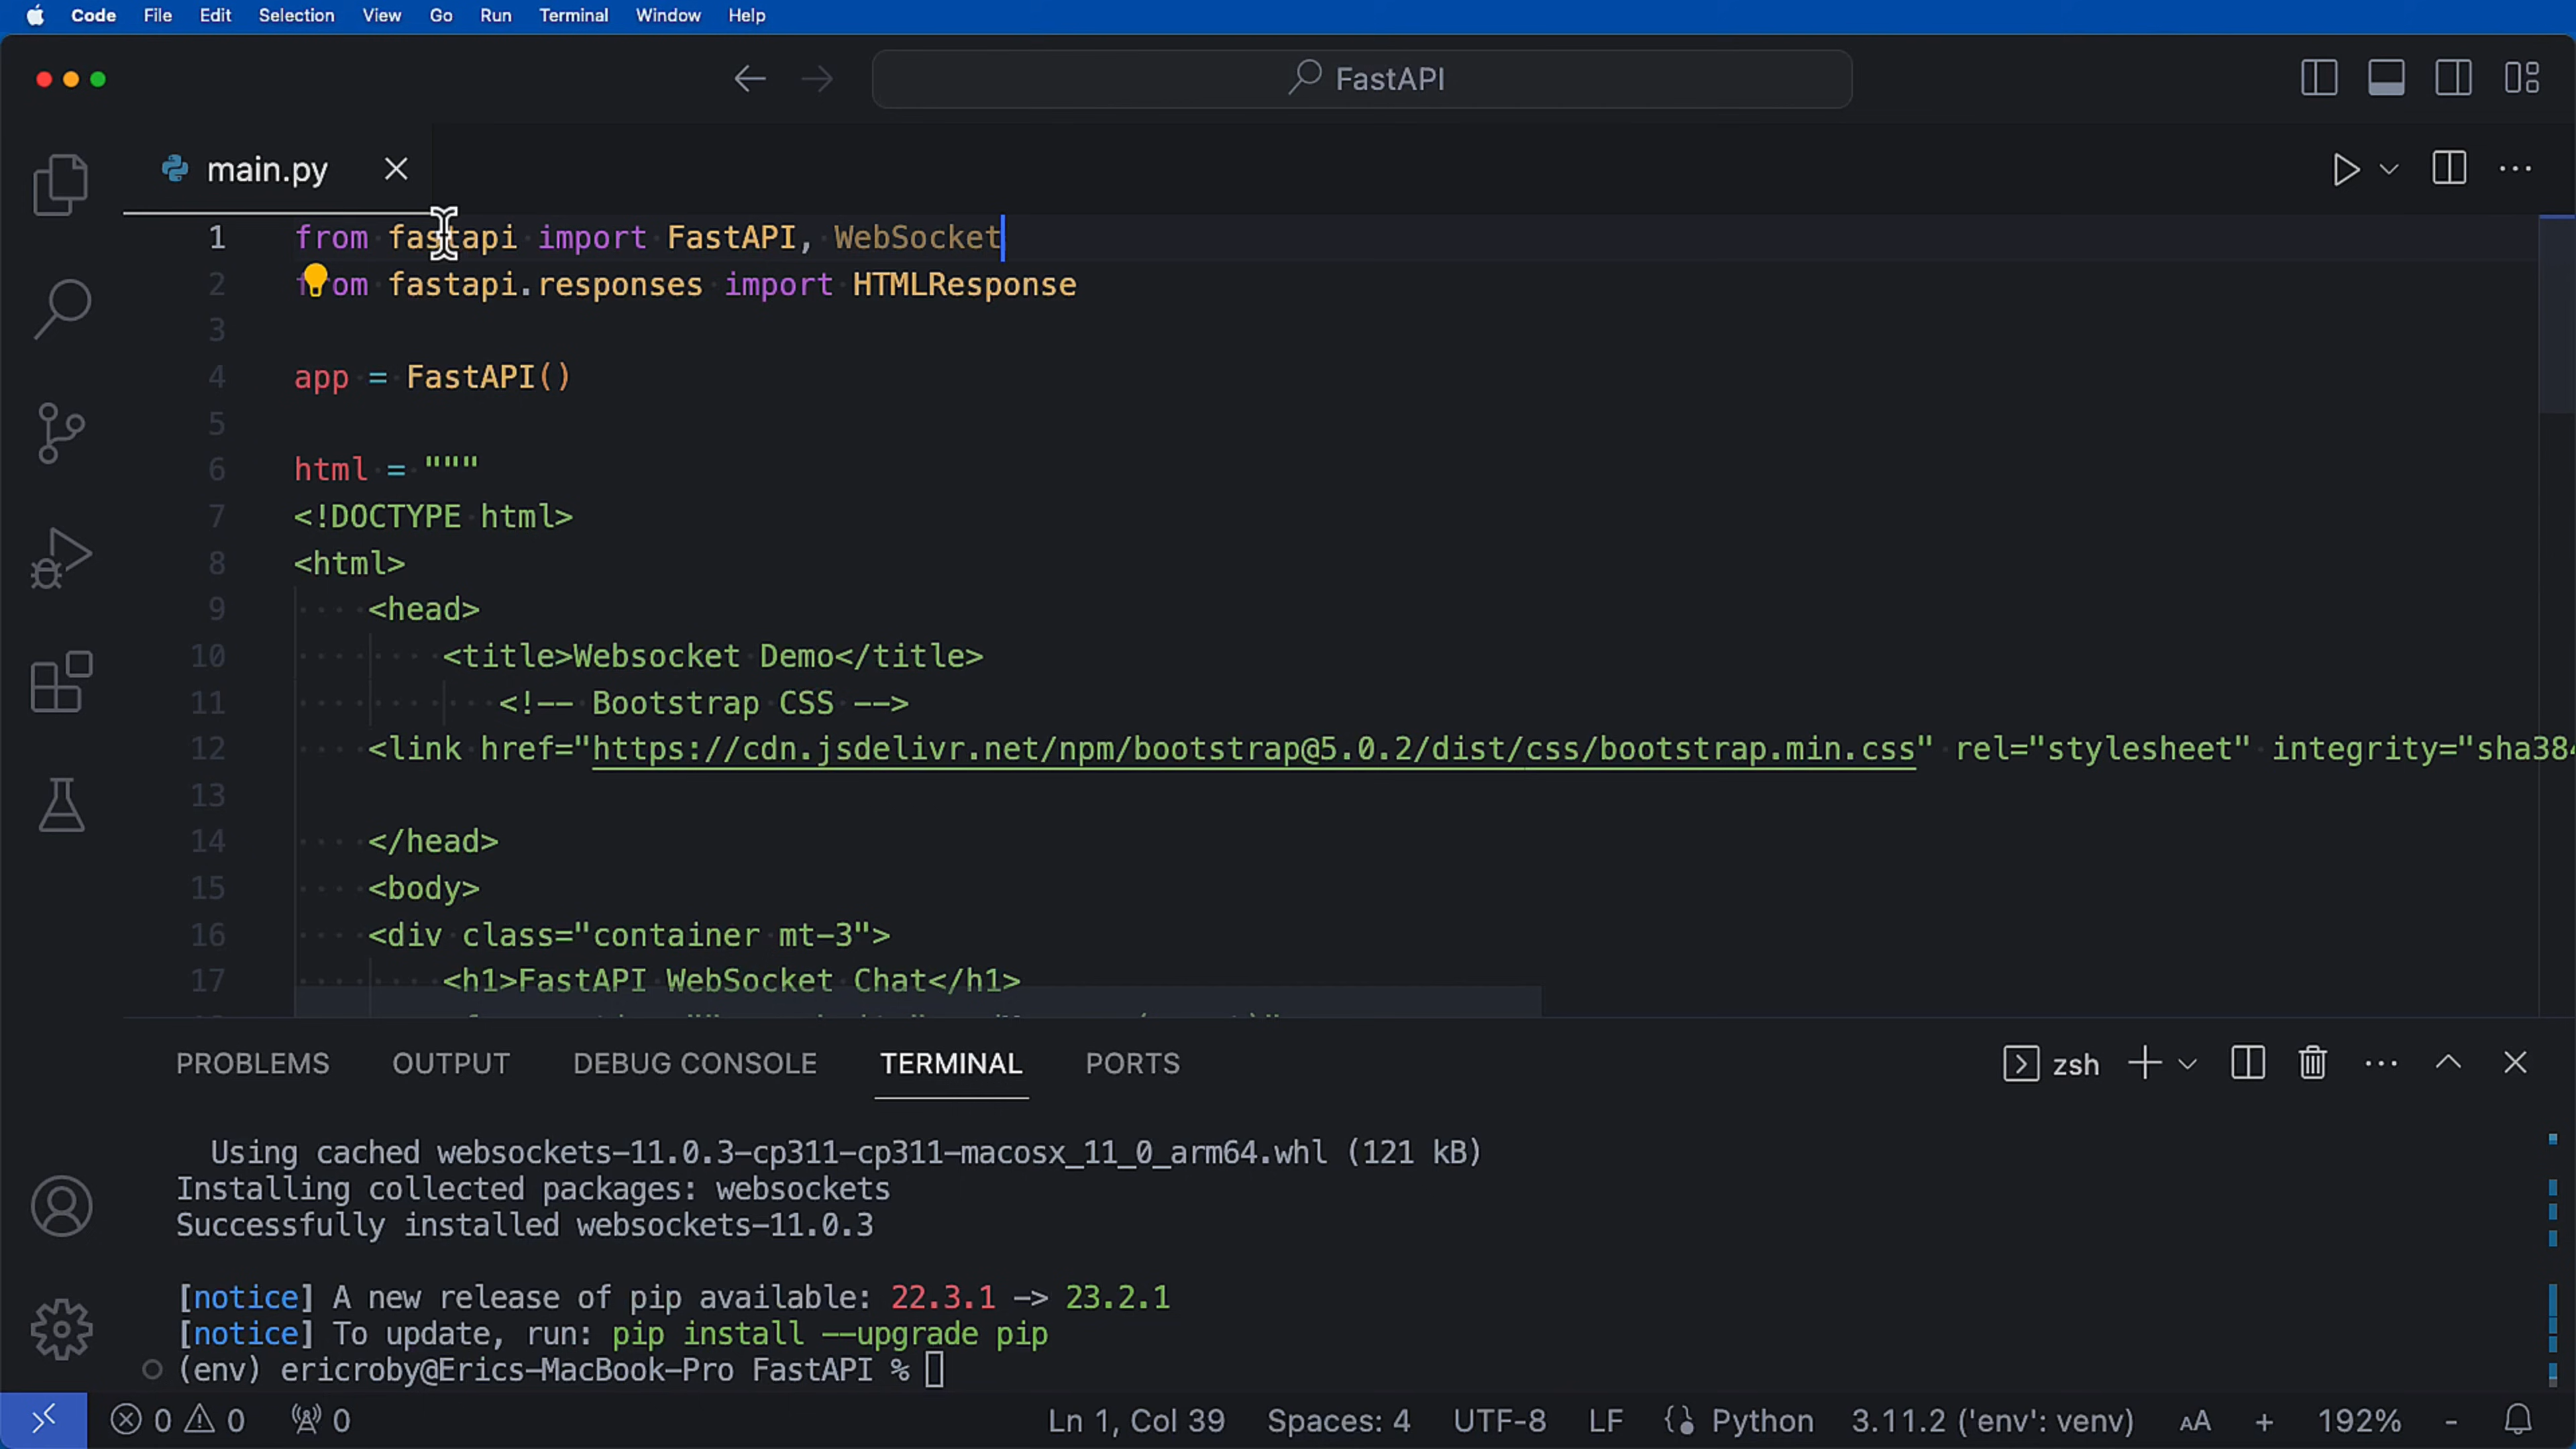 Code File Edit Selection View Go Run Terminal Window Help
FastAPI
main.py
1 from fastapi import FastAPI, WebSocket
2 from fastapi.responses import HTMLResponse
3
4 app = FastAPI()
5
6 html = """
7 <!DOCTYPE html>
8 <html>
9 <head>
10 <title>Websocket Demo</title>
11 <!-- Bootstrap CSS -->
12 <link href="https://cdn.jsdelivr.net/npm/bootstrap@5.0.2/dist/css/bootstrap.min.css" rel="stylesheet" integrity="sha384
13
14 </head>
15 <body>
16 <div class="container mt-3">
17 <h1>FastAPI WebSocket Chat</h1>
PROBLEMS OUTPUT DEBUG CONSOLE TERMINAL PORTS zsh
Using cached websockets-11.0.3-cp311-cp311-macosx_11_0_arm64.whl (121 kB)
Installing collected packages: websockets
Successfully installed websockets-11.0.3
[notice] A new release of pip available: 22.3.1 -> 23.2.1
[notice] To update, run: pip install --upgrade pip
(env) ericroby@Erics-MacBook-Pro FastAPI %
0 0 0 Ln 1, Col 39 Spaces: 4 UTF-8 LF Python 3.11.2 ('env': venv) AA + 192% -